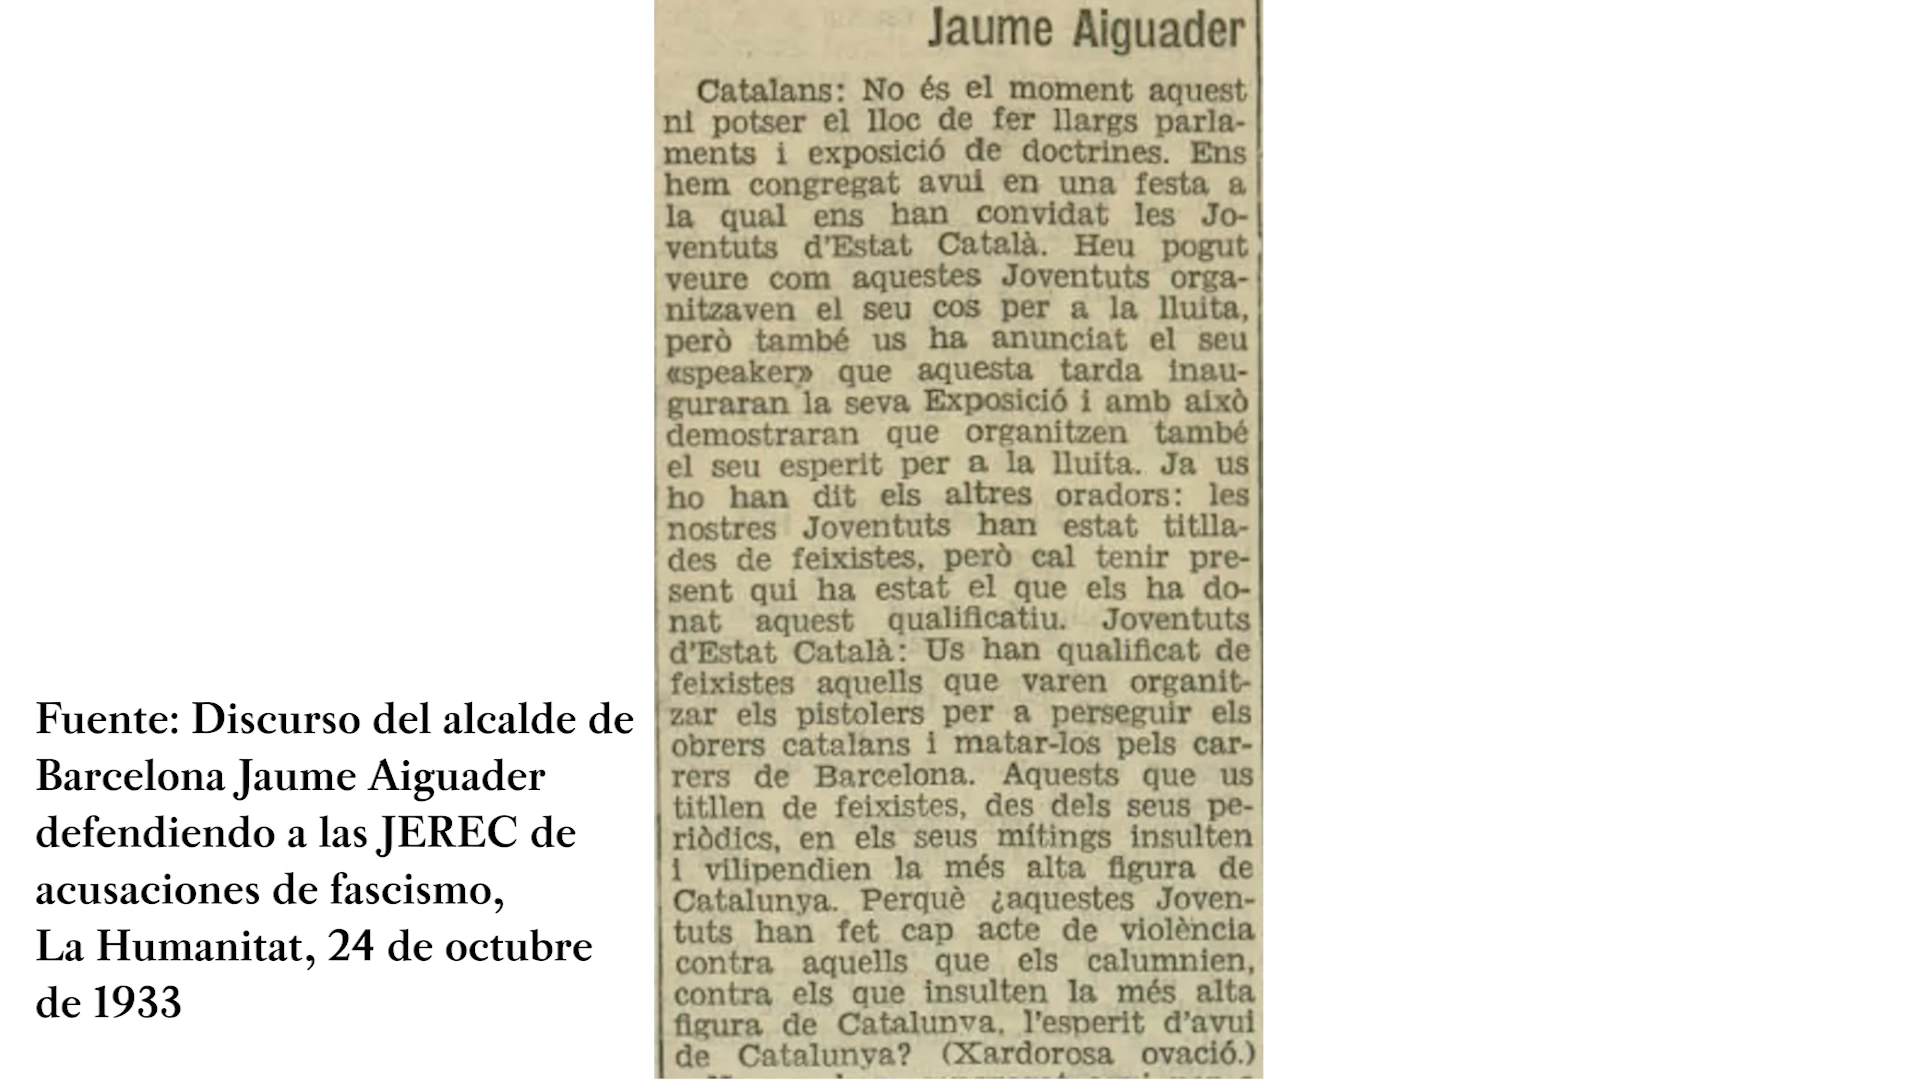 Jaume Aiguader
Catalans: No és el moment aquest
ni potser el lloc de fer llargs parla-
ments i exposició de doctrines. Ens
hem congregat avui en una festa a
la qual ens han convidat les Jo-
ventuts d'Estat Català. Heu pogut
veure com aquestes Joventuts orga-
nitzaven el seu cos per a la lluita,
però també us ha anunciat el seu
«speaker» que aquesta tarda inau-
guraran la seva Exposició i amb això
demostraran que organitzen també
el seu esperit per a la lluita. Ja us
ho han dit els altres oradors: les
nostres Joventuts han estat titlla-
des de feixistes, però cal tenir pre-
sent qui ha estat el que els ha do-
nat aquest qualificatiu. Joventuts
d'Estat Català: Us han qualificat de
feixistes aquells que varen organit-
zar els pistolers per a perseguir els
obrers catalans i matar-los pels car-
rers de Barcelona. Aquests que us
titllen de feixistes, des dels seus pe-
riòdics, en els seus mítings insulten
i vilipendien la més alta figura de
Catalunya. Perquè ¿aquestes Joven-
tuts han fet cap acte de violència
contra aquells que els calumnien,
contra els que insulten la més alta
figura de Catalunya, l'esperit d'avui
de Catalunya? (Xardorosa ovació.)
Fuente: Discurso del alcalde de
Barcelona Jaume Aiguader
defendiendo a las JEREC de
acusaciones de fascismo,
La Humanitat, 24 de octubre
de 1933